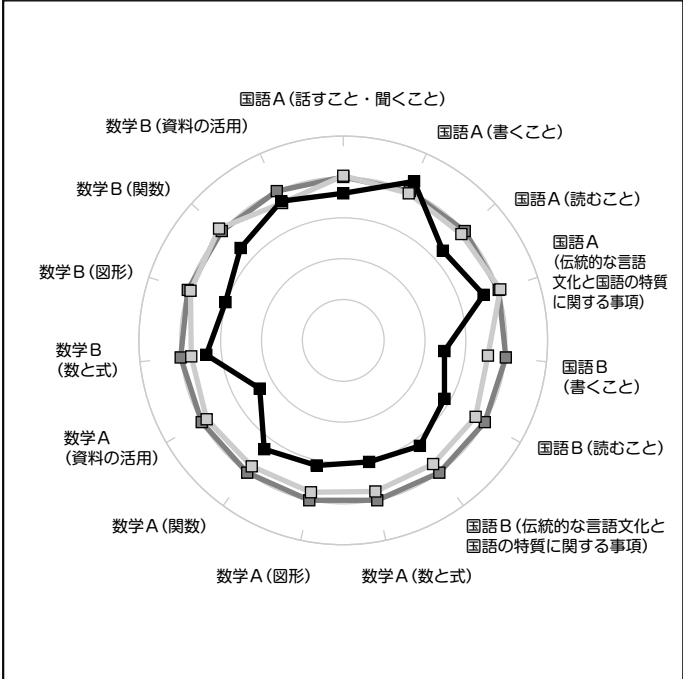 国語A(話すこと・聞くこと)
国語A(書くこと)
国語A(読むこと)
国語A
(伝統的な言語
文化と国語の特質
に関する事項)
国語B
(書くこと)
国語B(読むこと)
国語B(伝統的な言語文化と
国語の特質に関する事項)
数学A(数と式)
数学A(図形)
数学A(関数)
数学A
(資料の活用)
数学B
(数と式)
数学B(図形)
数学B(関数)
数学B(資料の活用)